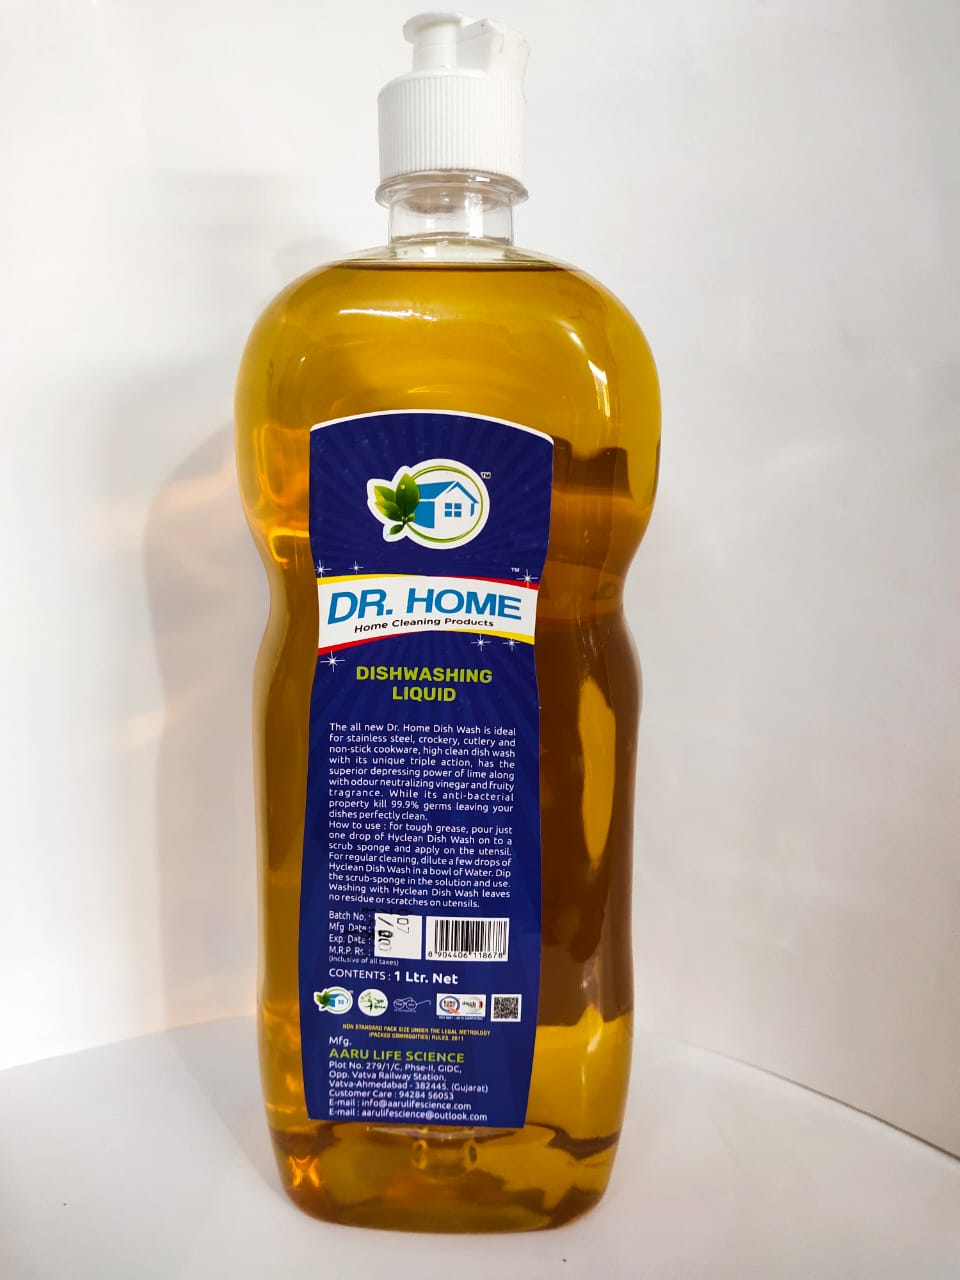 TM
TM
DR. HOME
Home Cleaning Products
DISHWASHING
LIQUID
The all new Dr. Home Dish Wash is ideal
for stainless steel, crockery, cutlery and
non-stick cookware, high clean dish wash
with its unique triple action, has the
superior depressing power of lime along
with odour neutralizing vinegar and fruity
tragrance. While its anti-bacterial
property kill 99.9% germs leaving your
dishes perfectly clean.
How to use : for tough grease, pour just
one drop of Hyclean Dish Wash on to a
scrub sponge and apply on the utensil.
For regular cleaning, dilute a few drops of
Hyclean Dish Wash in a bowl of Water. Dip
the scrub-sponge in the solution and use.
Washing with Hyclean Dish Wash leaves
no residue or scratches on utensils.
Batch No. :
Mfg Date
Exp. Date
M.R.P. Rs. :
(Inclusive of all taxes)
007
8 904406 118678
CONTENTS : 1 Ltr. Net
NON STANDARD PACK SIZE UNDER THE LEGAL METROLOGY
(PACKED COMMODITIES) RULES, 2011
Mfg.
AARU LIFE SCIENCE
Plot No. 279/1/C, Phse-II, GIDC,
Opp. Vatva Railway Station,
Vatva-Ahmedabad - 382445. (Gujarat)
Customer Care : 94284 56053
E-mail : info@aarulifescience.com
E-mail : aarulifescience@outlook.com